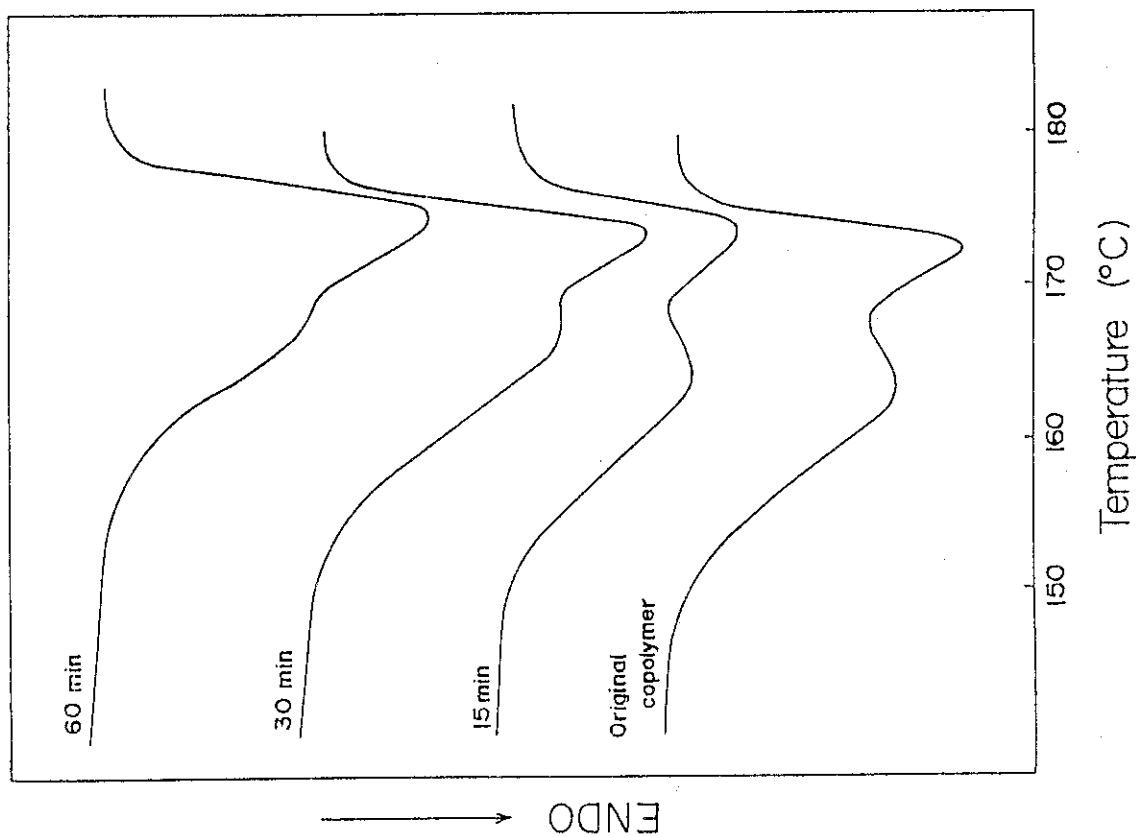 60 min
30 min
15 min
Original
copolymer
150
160
170
180
Temperature (°C)
ENDO